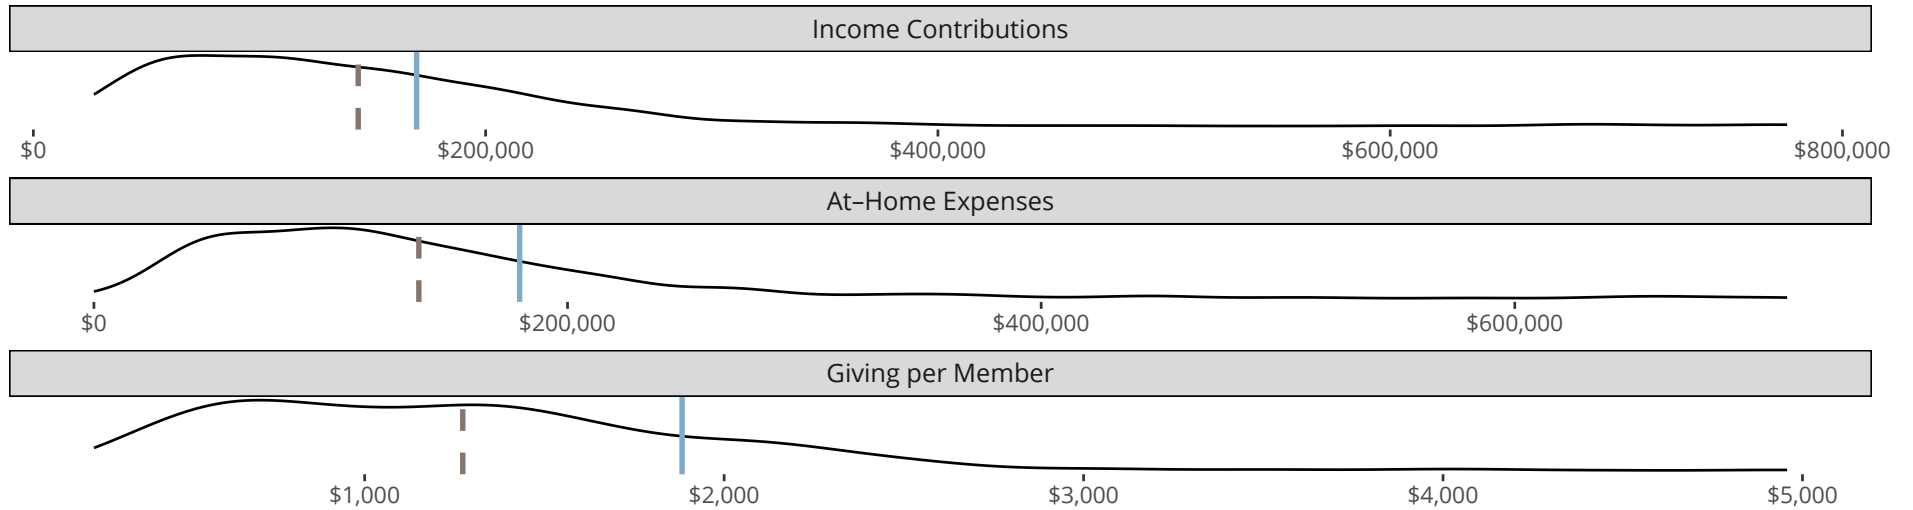 Income Contributions
$0 $200,000 $400,000 $600,000 $800,000
At–Home Expenses
$0 $200,000 $400,000 $600,000
Giving per Member
$1,000 $2,000 $3,000 $4,000 $5,000